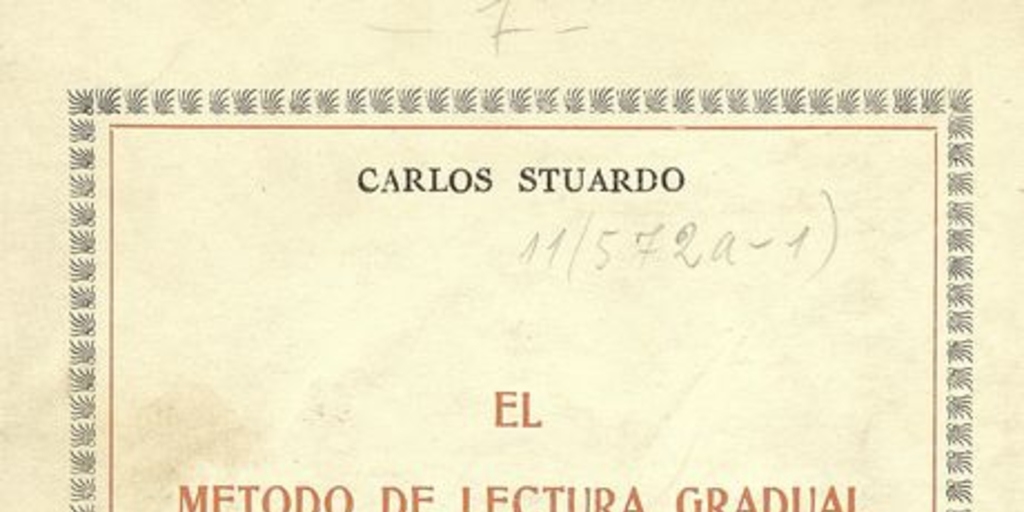 7
CARLOS STUARDO
11(572a-1)
EL
METODO DE LECTURA GRADUAL